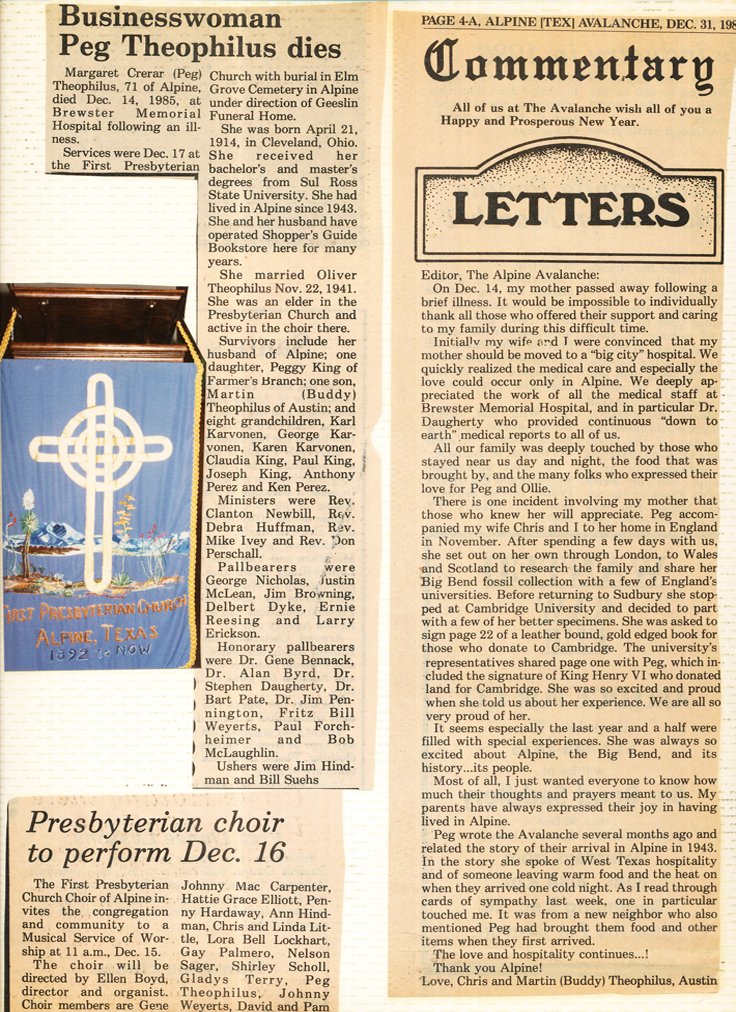 Businesswoman
Peg Theophilus dies
Margaret Crerar (Peg)
Theophilus, 71 of Alpine,
died Dec. 14, 1985, at
Brewster Memorial
Hospital following an ill-
ness.
Services were Dec. 17 at
the First Presbyterian
Church with burial in Elm
Grove Cemetery in Alpine
under direction of Geeslin
Funeral Home.
She was born April 21,
1914, in Cleveland, Ohio.
She received her
bachelor's and master's
degrees from Sul Ross
State University. She had
lived in Alpine since 1943.
She and her husband have
operated Shopper's Guide
Bookstore here for many
years.
She married Oliver
Theophilus Nov. 22, 1941.
She was an elder in the
Presbyterian Church and
active in the choir there.
Survivors include her
husband of Alpine; one
daughter, Peggy King of
Farmer's Branch; one son,
Martin (Buddy)
Theophilus of Austin; and
eight grandchildren, Karl
Karvonen, George Kar-
vonen, Karen Karvonen,
Claudia King, Paul King,
Joseph King, Anthony
Perez and Ken Perez.
Ministers were Rev.
Clanton Newbill, Rev.
Debra Huffman, Rev.
Mike Ivey and Rev. Don
Perschall.
Pallbearers were
George Nicholas, Justin
McLean, Jim Browning,
Delbert Dyke, Ernie
Reesing and Larry
Erickson.
Honorary pallbearers
were Dr. Gene Bennack,
Dr. Alan Byrd, Dr.
Stephen Daugherty, Dr.
Bart Pate, Dr. Jim Pen-
nington, Fritz Bill
Weyerts, Paul Forch-
heimer and Bob
McLaughlin.
Ushers were Jim Hind-
man and Bill Suehs
FIRST PRESBYTERIAN CHURCH
ALPINE, TEXAS
1892 to NOW
Presbyterian choir
to perform Dec. 16
The First Presbyterian
Church Choir of Alpine in-
vites the congregation
and community to a
Musical Service of Wor-
ship at 11 a.m., Dec. 15.
The choir will be
directed by Ellen Boyd,
director and organist.
Choir members are Gene
Johnny Mac Carpenter,
Hattie Grace Elliott, Pen-
ny Hardaway, Ann Hind-
man, Chris and Linda Lit-
tle, Lora Bell Lockhart,
Gay Palmero, Nelson
Sager, Shirley Scholl,
Gladys Terry, Peg
Theophilus, Johnny
Weyerts, David and Pam
PAGE 4-A, ALPINE [TEX] AVALANCHE, DEC. 31, 198
Commentary
All of us at The Avalanche wish all of you a
Happy and Prosperous New Year.
LETTERS
Editor, The Alpine Avalanche:
On Dec. 14, my mother passed away following a
brief illness. It would be impossible to individually
thank all those who offered their support and caring
to my family during this difficult time.
Initially my wife and I were convinced that my
mother should be moved to a "big city" hospital. We
quickly realized the medical care and especially the
love could occur only in Alpine. We deeply ap-
preciated the work of all the medical staff at
Brewster Memorial Hospital, and in particular Dr.
Daugherty who provided continuous "down to
earth" medical reports to all of us.
All our family was deeply touched by those who
stayed near us day and night, the food that was
brought by, and the many folks who expressed their
love for Peg and Ollie.
There is one incident involving my mother that
those who knew her will appreciate. Peg accom-
panied my wife Chris and I to her home in England
in November. After spending a few days with us,
she set out on her own through London, to Wales
and Scotland to research the family and share her
Big Bend fossil collection with a few of England's
universities. Before returning to Sudbury she stop-
ped at Cambridge University and decided to part
with a few of her better specimens. She was asked to
sign page 22 of a leather bound, gold edged book for
those who donate to Cambridge. The university's
representatives shared page one with Peg, which in-
cluded the signature of King Henry VI who donated
land for Cambridge. She was so excited and proud
when she told us about her experience. We are all so
very proud of her.
It seems especially the last year and a half were
filled with special experiences. She was always so
excited about Alpine, the Big Bend, and its
history...its people.
Most of all, I just wanted everyone to know how
much their thoughts and prayers meant to us. My
parents have always expressed their joy in having
lived in Alpine.
Peg wrote the Avalanche several months ago and
related the story of their arrival in Alpine in 1943.
In the story she spoke of West Texas hospitality
and of someone leaving warm food and the heat on
when they arrived one cold night. As I read through
cards of sympathy last week, one in particular
touched me. It was from a new neighbor who also
mentioned Peg had brought them food and other
items when they first arrived.
The love and hospitality continues...!
Thank you Alpine!
Love, Chris and Martin (Buddy) Theophilus, Austin